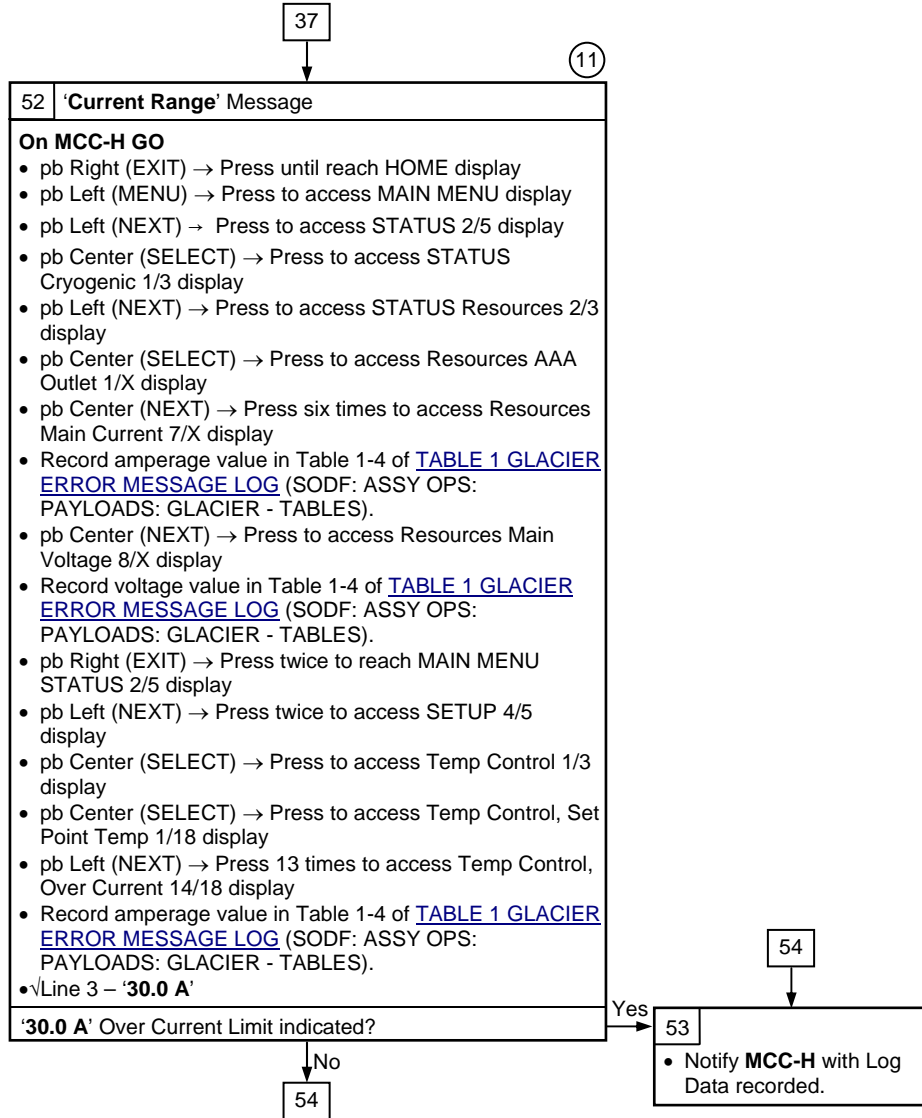 37
11
52 'Current Range' Message
On MCC-H GO
• pb Right (EXIT) → Press until reach HOME display
• pb Left (MENU) → Press to access MAIN MENU display
• pb Left (NEXT) → Press to access STATUS 2/5 display
• pb Center (SELECT) → Press to access STATUS
Cryogenic 1/3 display
• pb Left (NEXT) → Press to access STATUS Resources 2/3
display
• pb Center (SELECT) → Press to access Resources AAA
Outlet 1/X display
• pb Center (NEXT) → Press six times to access Resources
Main Current 7/X display
• Record amperage value in Table 1-4 of TABLE 1 GLACIER
ERROR MESSAGE LOG (SODF: ASSY OPS:
PAYLOADS: GLACIER - TABLES).
• pb Center (NEXT) → Press to access Resources Main
Voltage 8/X display
• Record voltage value in Table 1-4 of TABLE 1 GLACIER
ERROR MESSAGE LOG (SODF: ASSY OPS:
PAYLOADS: GLACIER - TABLES).
• pb Right (EXIT) → Press twice to reach MAIN MENU
STATUS 2/5 display
• pb Left (NEXT) → Press twice to access SETUP 4/5
display
• pb Center (SELECT) → Press to access Temp Control 1/3
display
• pb Center (SELECT) → Press to access Temp Control, Set
Point Temp 1/18 display
• pb Left (NEXT) → Press 13 times to access Temp Control,
Over Current 14/18 display
• Record amperage value in Table 1-4 of TABLE 1 GLACIER
ERROR MESSAGE LOG (SODF: ASSY OPS:
PAYLOADS: GLACIER - TABLES).
•√Line 3 – '30.0 A'
'30.0 A' Over Current Limit indicated?
Yes
No
54
54
53
• Notify MCC-H with Log
Data recorded.